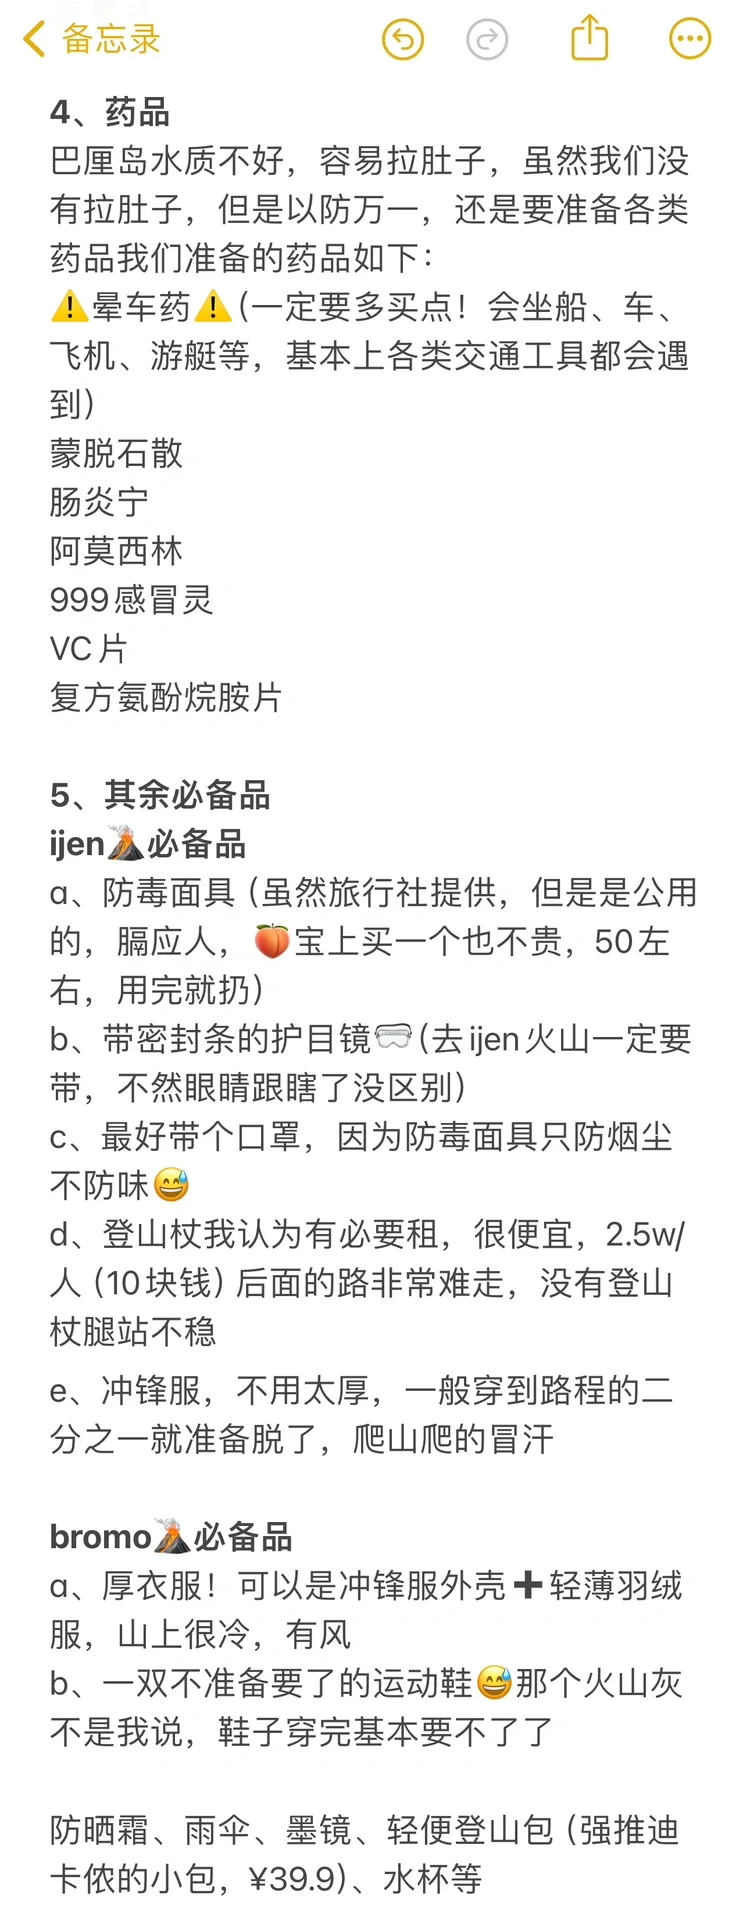 备忘录
4、药品
巴厘岛水质不好，容易拉肚子，虽然我们没
有拉肚子，但是以防万一，还是要准备各类
药品我们准备的药品如下：
⚠️晕车药⚠️（一定要多买点！会坐船、车、
飞机、游艇等，基本上各类交通工具都会遇
到）
蒙脱石散
肠炎宁
阿莫西林
999感冒灵
VC片
复方氨酚烷胺片
5、其余必备品
ijen🌋必备品
a、防毒面具（虽然旅行社提供，但是是公用
的，膈应人，🍑宝上买一个也不贵，50左
右，用完就扔）
b、带密封条的护目镜🥽（去ijen火山一定要
带，不然眼睛跟瞎了没区别）
c、最好带个口罩，因为防毒面具只防烟尘
不防味😅
d、登山杖我认为有必要租，很便宜，2.5w/
人（10块钱）后面的路非常难走，没有登山
杖腿站不稳
e、冲锋服，不用太厚，一般穿到路程的二
分之一就准备脱了，爬山爬的冒汗
bromo🌋必备品
a、厚衣服！可以是冲锋服外壳➕轻薄羽绒
服，山上很冷，有风
b、一双不准备要了的运动鞋😅那个火山灰
不是我说，鞋子穿完基本要不了了
防晒霜、雨伞、墨镜、轻便登山包（强推迪
卡侬的小包，¥39.9）、水杯等